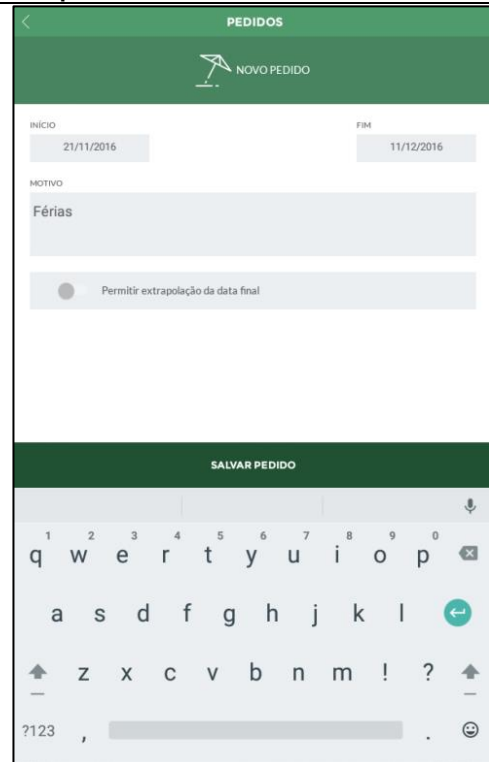 PEDIDOS
NOVO PEDIDO
INÍCIO FIM
21/11/2016 11/12/2016
MOTIVO
Férias
Permitir extrapolação da data final
SALVAR PEDIDO
1 2 3 4 5 6 7 8 9 0
q w e r t y u i o p
a s d f g h j k l
z x c v b n m ! ?
?123 , .